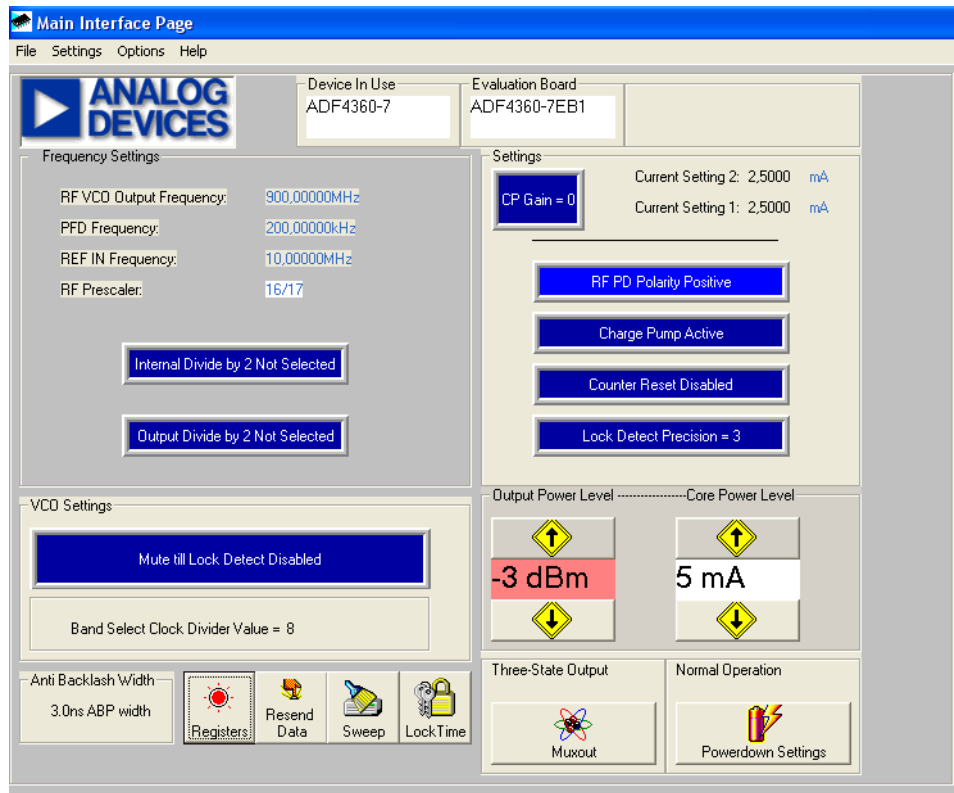 Main Interface Page
File Settings Options Help
ANALOG
DEVICES
Device In Use
ADF4360-7
Evaluation Board
ADF4360-7EB1
Frequency Settings
RF VCO Output Frequency: 900,00000MHz
PFD Frequency: 200,00000kHz
REF IN Frequency: 10,00000MHz
RF Prescaler: 16/17
Internal Divide by 2 Not Selected
Output Divide by 2 Not Selected
Settings
CP Gain = 0
Current Setting 2: 2,5000 mA
Current Setting 1: 2,5000 mA
RF PD Polarity Positive
Charge Pump Active
Counter Reset Disabled
Lock Detect Precision = 3
VCO Settings
Mute till Lock Detect Disabled
Band Select Clock Divider Value = 8
Output Power Level -----------------Core Power Level
-3 dBm
5 mA
Anti Backlash Width
3.0ns ABP width
Registers
Resend
Data
Sweep
LockTime
Three-State Output
Muxout
Normal Operation
Powerdown Settings